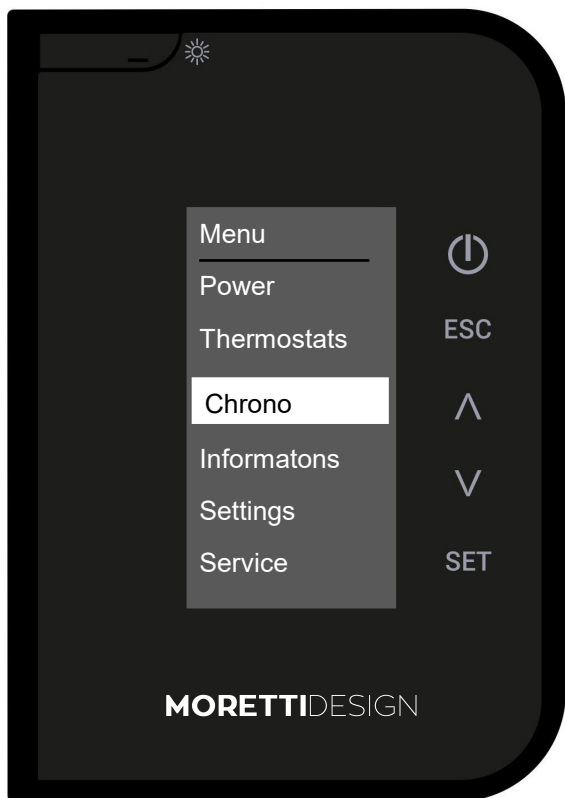 Menu
Power
Thermostats
ESC
Chrono
Informatons
Settings
Service
SET
MORETTIDESIGN